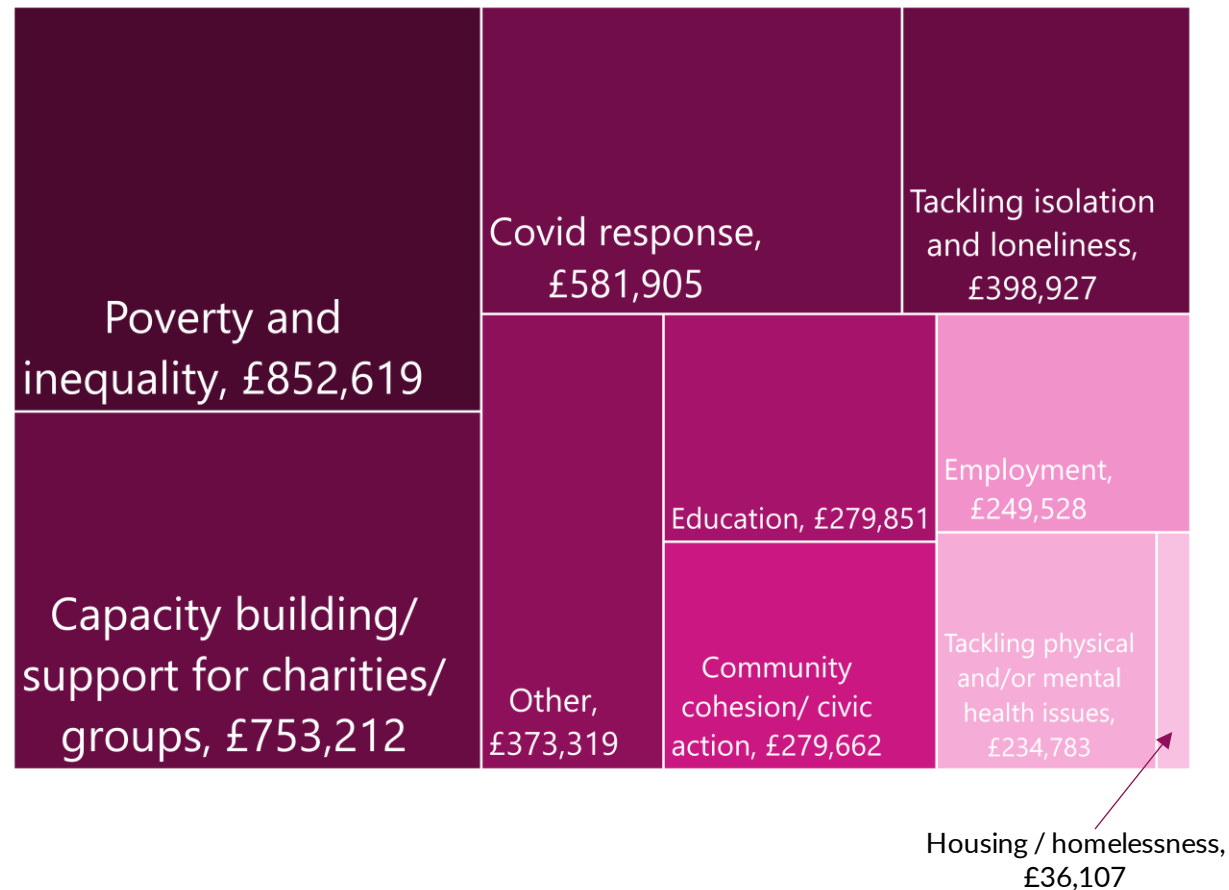 Poverty and
inequality, £852,619
Capacity building/
support for charities/
groups, £753,212
Covid response,
£581,905
Tackling isolation
and loneliness,
£398,927
Other,
£373,319
Education, £279,851
Community
cohesion/ civic
action, £279,662
Employment,
£249,528
Tackling physical
and/or mental
health issues,
£234,783
Housing / homelessness,
£36,107